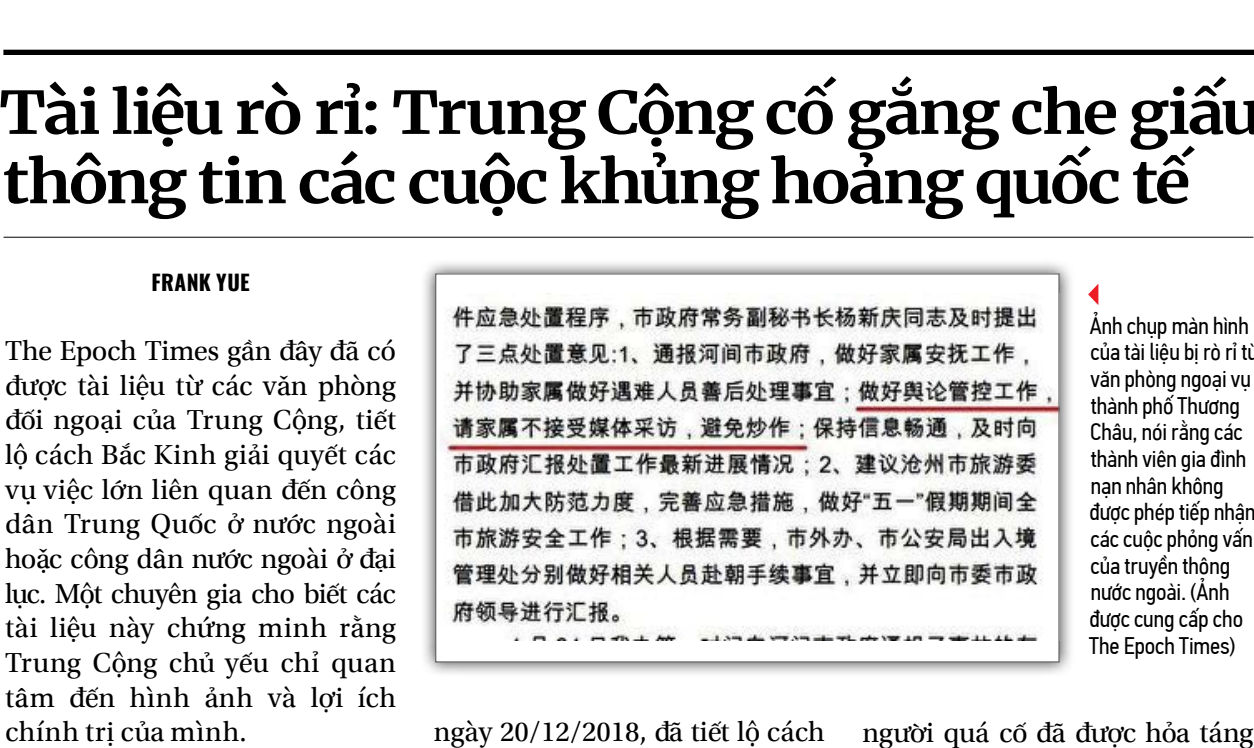 Tài liệu rò rỉ: Trung Cộng cố gắng che giấu
thông tin các cuộc khủng hoảng quốc tế
FRANK YUE
The Epoch Times gần đây đã có
được tài liệu từ các văn phòng
đối ngoại của Trung Cộng, tiết
lộ cách Bắc Kinh giải quyết các
vụ việc lớn liên quan đến công
dân Trung Quốc ở nước ngoài
hoặc công dân nước ngoài ở đại
lục. Một chuyên gia cho biết các
tài liệu này chứng minh rằng
Trung Cộng chủ yếu chỉ quan
tâm đến hình ảnh và lợi ích
chính trị của mình.
件应急处置程序，市政府常务副秘书长杨新庆同志及时提出
了三点处置意见:1、通报河间市政府，做好家属安抚工作，
并协助家属做好遇难人员善后处理事宜；做好舆论管控工作，
请家属不接受媒体采访，避免炒作；保持信息畅通，及时向
市政府汇报处置工作最新进展情况；2、建议沧州市旅游委
借此加大防范力度，完善应急措施，做好“五一”假期期间全
市旅游安全工作；3、根据需要，市外办、市公安局出入境
管理处分别做好相关人员赴朝手续事宜，并立即向市委市政
府领导进行汇报。
Ảnh chụp màn hình
của tài liệu bị rò rỉ từ
văn phòng ngoại vụ
thành phố Thương
Châu, nói rằng các
thành viên gia đình
nạn nhân không
được phép tiếp nhận
các cuộc phỏng vấn
của truyền thông
nước ngoài. (Ảnh
được cung cấp cho
The Epoch Times)
ngày 20/12/2018, đã tiết lộ cách
người quá cố đã được hỏa táng